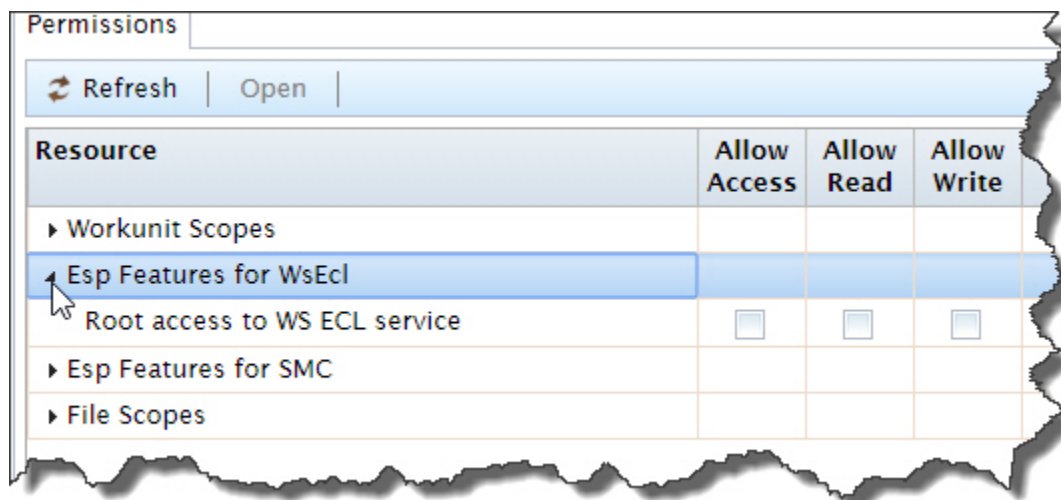 Permissions
Refresh Open
Resource Allow Access Allow Read Allow Write
Workunit Scopes
Esp Features for WsEcl
Root access to WS ECL service
Esp Features for SMC
File Scopes